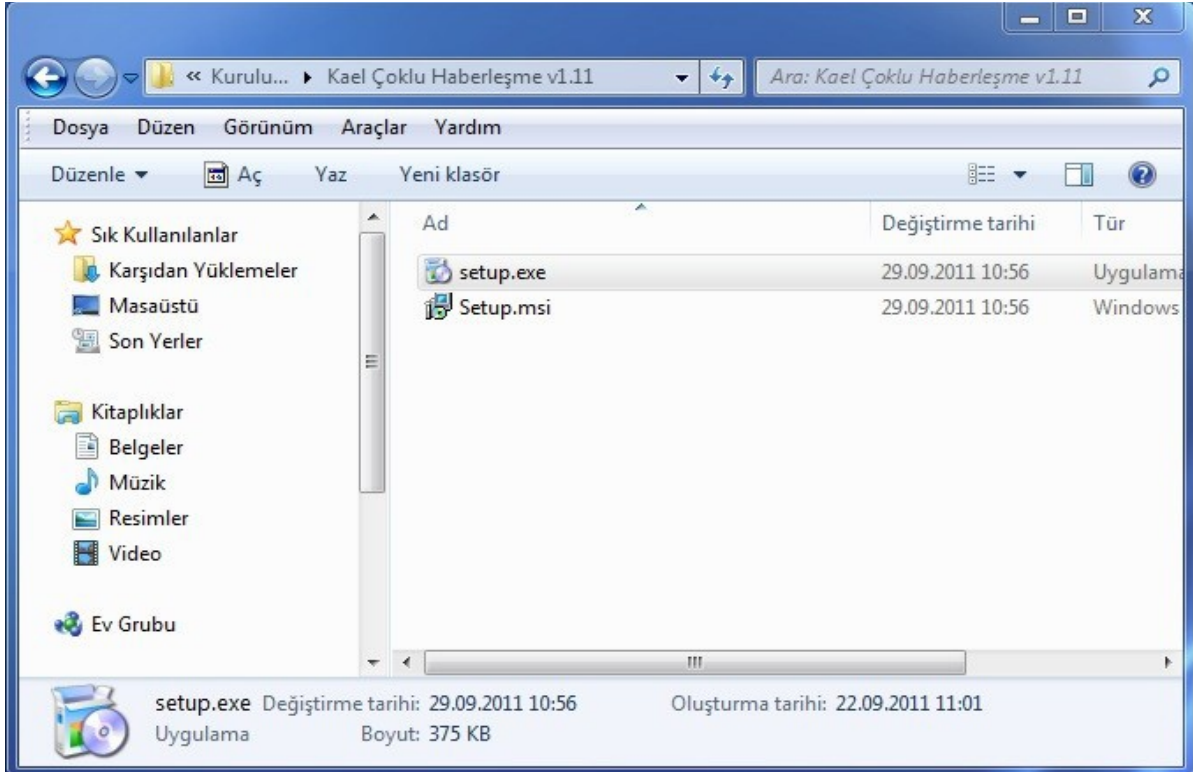 « Kurulu... ▸ Kael Çoklu Haberleşme v1.11 Ara: Kael Çoklu Haberleşme v1.11
Dosya Düzen Görünüm Araçlar Yardım
Düzenle Aç Yaz Yeni klasör
Sık Kullanılanlar
Karşıdan Yüklemeler
Masaüstü
Son Yerler
Kitaplıklar
Belgeler
Müzik
Resimler
Video
Ev Grubu
Ad Değiştirme tarihi Tür
setup.exe 29.09.2011 10:56 Uygulama
Setup.msi 29.09.2011 10:56 Windows
setup.exe Değiştirme tarihi: 29.09.2011 10:56 Oluşturma tarihi: 22.09.2011 11:01
Uygulama Boyut: 375 KB